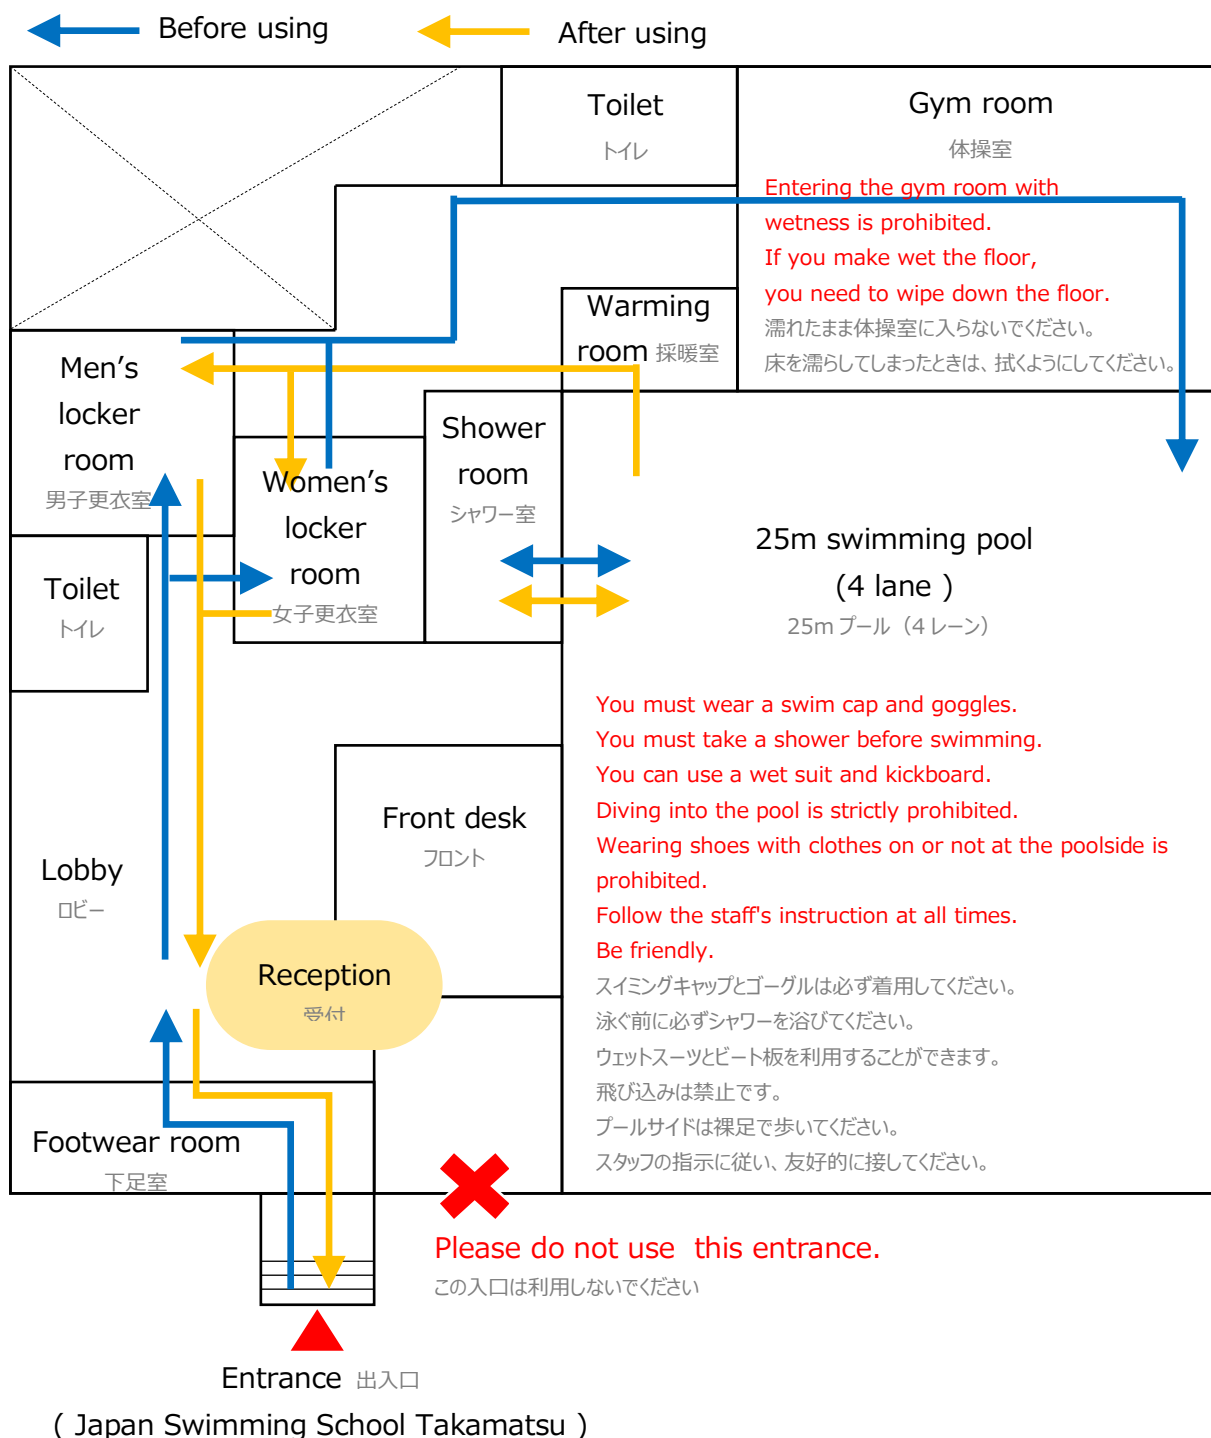 Before using
After using
Toilet
トイレ
Gym room
体操室
Entering the gym room with
wetness is prohibited.
If you make wet the floor,
you need to wipe down the floor.
濡れたまま体操室に入らないでください。
床を濡らしてしまったときは、拭くようにしてください。
Warming
room 採暖室
Men's
locker
room
男子更衣室
Shower
room
シャワー室
Women's
locker
room
女子更衣室
Toilet
トイレ
25m swimming pool
(4 lane )
25m プール（4 レーン）
You must wear a swim cap and goggles.
You must take a shower before swimming.
You can use a wet suit and kickboard.
Diving into the pool is strictly prohibited.
Wearing shoes with clothes on or not at the poolside is
prohibited.
Follow the staff's instruction at all times.
Be friendly.
スイミングキャップとゴーグルは必ず着用してください。
泳ぐ前に必ずシャワーを浴びてください。
ウェットスーツとビート板を利用することができます。
飛び込みは禁止です。
プールサイドは裸足で歩いてください。
スタッフの指示に従い、友好的に接してください。
Front desk
フロント
Lobby
ロビー
Reception
受付
Footwear room
下足室
Please do not use this entrance.
この入口は利用しないでください
Entrance 出入口
( Japan Swimming School Takamatsu )